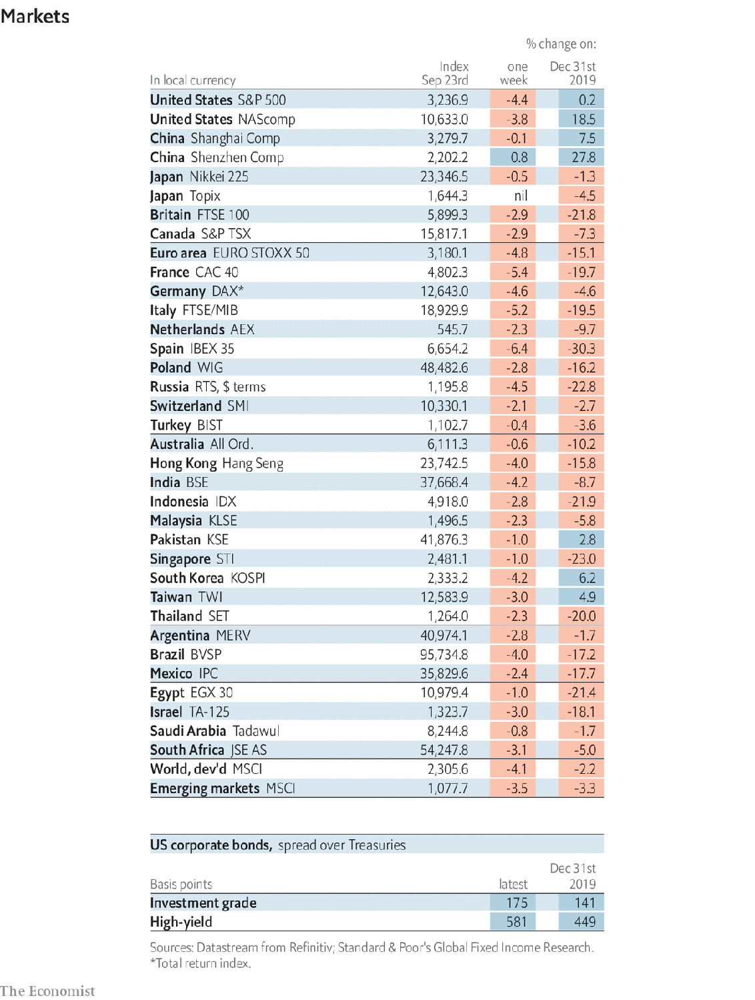 Markets
% change on:
Index one Dec 31st
In local currency Sep 23rd week 2019
United States S&P 500 3,236.9 -4.4 0.2
United States NAScomp 10,633.0 -3.8 18.5
China Shanghai Comp 3,279.7 -0.1 7.5
China Shenzhen Comp 2,202.2 0.8 27.8
Japan Nikkei 225 23,346.5 -0.5 -1.3
Japan Topix 1,644.3 nil -4.5
Britain FTSE 100 5,899.3 -2.9 -21.8
Canada S&P TSX 15,817.1 -2.9 -7.3
Euro area EURO STOXX 50 3,180.1 -4.8 -15.1
France CAC 40 4,802.3 -5.4 -19.7
Germany DAX* 12,643.0 -4.6 -4.6
Italy FTSE/MIB 18,929.9 -5.2 -19.5
Netherlands AEX 545.7 -2.3 -9.7
Spain IBEX 35 6,654.2 -6.4 -30.3
Poland WIG 48,482.6 -2.8 -16.2
Russia RTS, $ terms 1,195.8 -4.5 -22.8
Switzerland SMI 10,330.1 -2.1 -2.7
Turkey BIST 1,102.7 -0.4 -3.6
Australia All Ord. 6,111.3 -0.6 -10.2
Hong Kong Hang Seng 23,742.5 -4.0 -15.8
India BSE 37,668.4 -4.2 -8.7
Indonesia IDX 4,918.0 -2.8 -21.9
Malaysia KLSE 1,496.5 -2.3 -5.8
Pakistan KSE 41,876.3 -1.0 2.8
Singapore STI 2,481.1 -1.0 -23.0
South Korea KOSPI 2,333.2 -4.2 6.2
Taiwan TWI 12,583.9 -3.0 4.9
Thailand SET 1,264.0 -2.3 -20.0
Argentina MERV 40,974.1 -2.8 -1.7
Brazil BVSP 95,734.8 -4.0 -17.2
Mexico IPC 35,829.6 -2.4 -17.7
Egypt EGX 30 10,979.4 -1.0 -21.4
Israel TA-125 1,323.7 -3.0 -18.1
Saudi Arabia Tadawul 8,244.8 -0.8 -1.7
South Africa JSE AS 54,247.8 -3.1 -5.0
World, dev'd MSCI 2,305.6 -4.1 -2.2
Emerging markets MSCI 1,077.7 -3.5 -3.3
US corporate bonds, spread over Treasuries
Dec 31st
Basis points latest 2019
Investment grade 175 141
High-yield 581 449
Sources: Datastream from Refinitiv; Standard & Poor's Global Fixed Income Research.
*Total return index.
The Economist